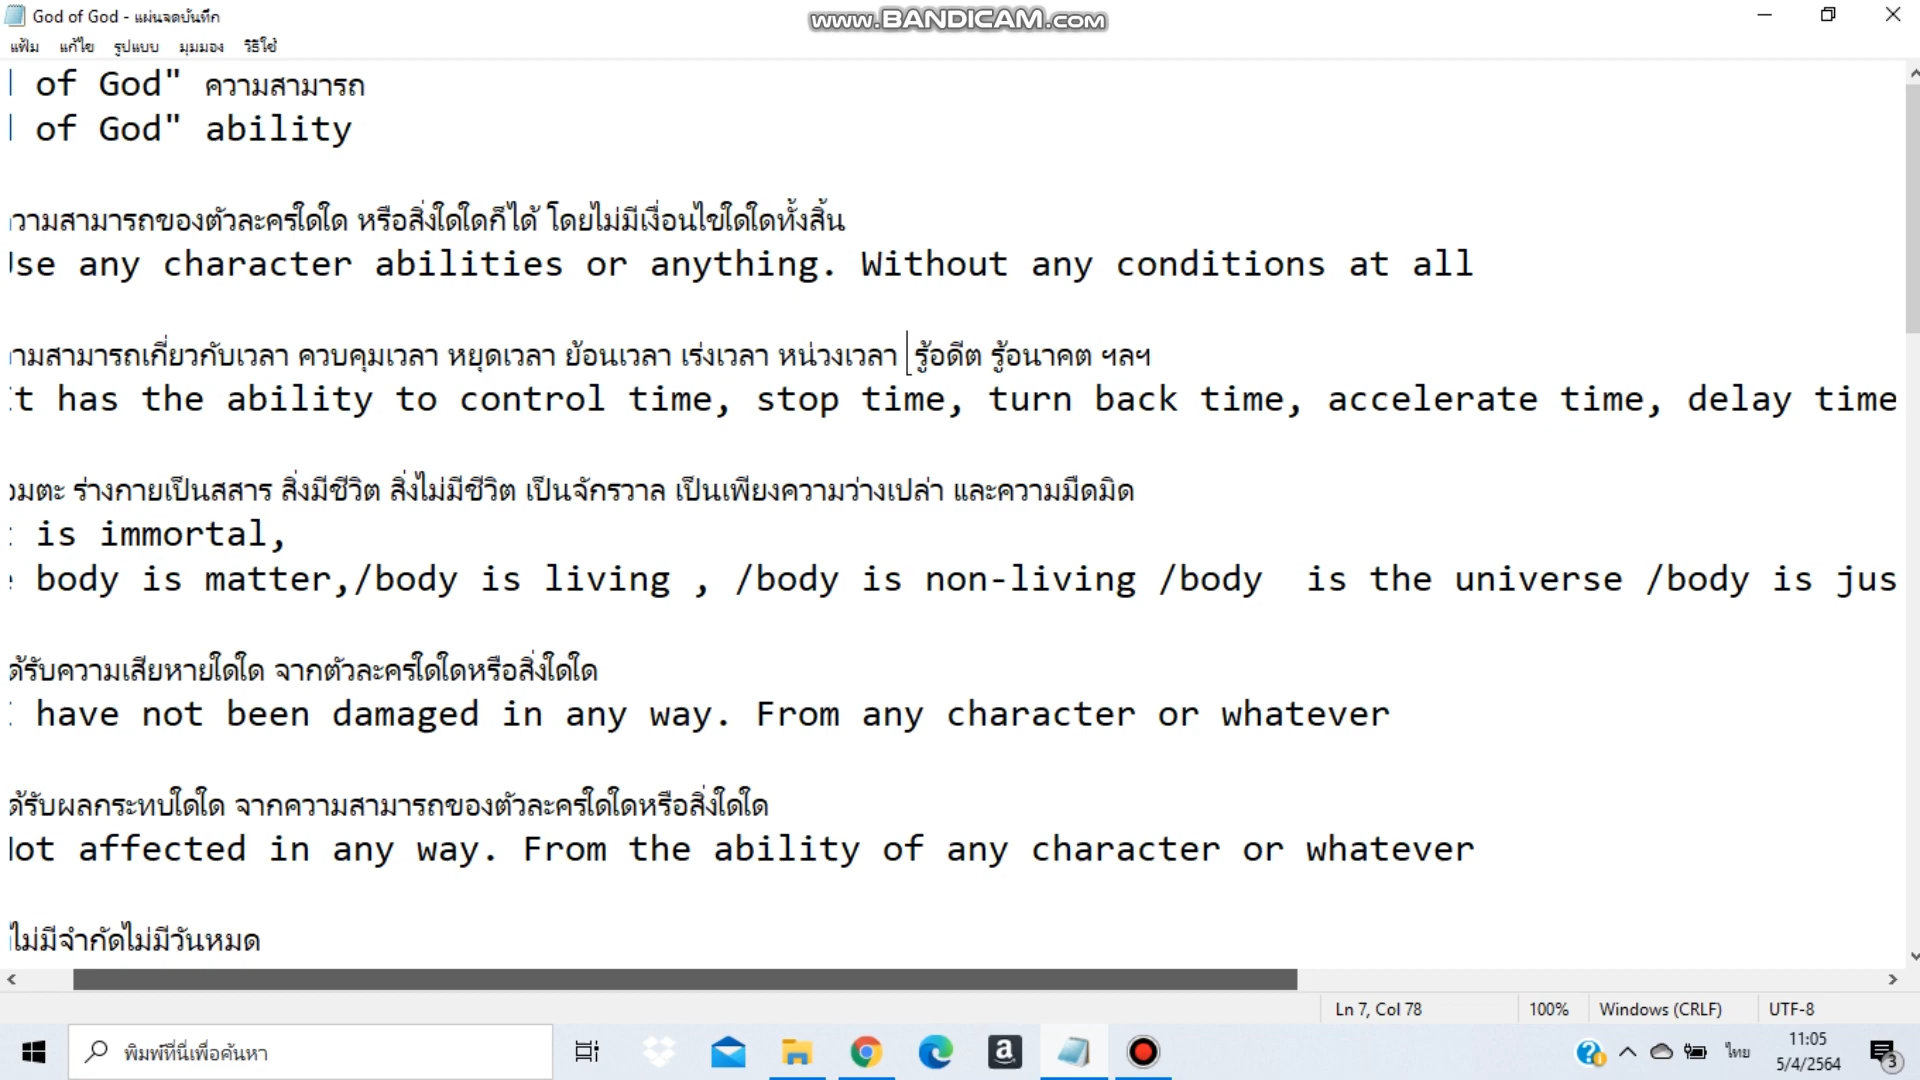 God of God - แผ่นจดบันทึก
www.BANDICAM.com
แฟ้ม แก้ไข รูปแบบ มุมมอง วิธีใช้
of God" ความสามารถ
of God" ability
วามสามารถของตัวละครใดใด หรือสิ่งใดใดก็ได้ โดยไม่มีเงื่อนไขใดใดทั้งสิ้น
Use any character abilities or anything. Without any conditions at all
ามสามารถเกี่ยวกับเวลา ควบคุมเวลา หยุดเวลา ย้อนเวลา เร่งเวลา หน่วงเวลา รู้อดีต รู้อนาคต ฯลฯ
It has the ability to control time, stop time, turn back time, accelerate time, delay time
อมตะ ร่างกายเป็นสสาร สิ่งมีชีวิต สิ่งไม่มีชีวิต เป็นจักรวาล เป็นเพียงความว่างเปล่า และความมืดมิด
is immortal,
body is matter,/body is living , /body is non-living /body  is the universe /body is jus
ด้รับความเสียหายใดใด จากตัวละครใดใดหรือสิ่งใดใด
I have not been damaged in any way. From any character or whatever
ด้รับผลกระทบใดใด จากความสามารถของตัวละครใดใดหรือสิ่งใดใด
Not affected in any way. From the ability of any character or whatever
ไม่มีจำกัดไม่มีวันหมด
Ln 7, Col 78 100% Windows (CRLF) UTF-8
พิมพ์ที่นี่เพื่อค้นหา
ไทย
11:05
5/4/2564
3